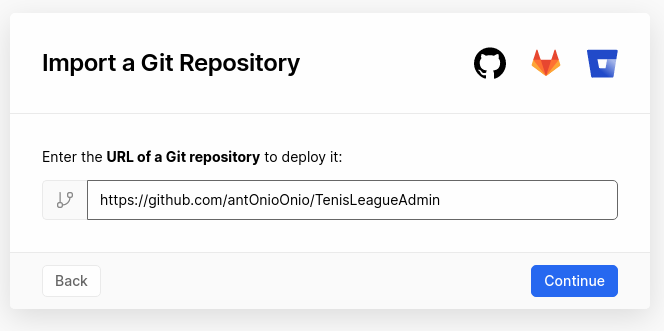 Import a Git Repository
Enter the URL of a Git repository to deploy it:
https://github.com/antOnioOnio/TenisLeagueAdmin
Back
Continue